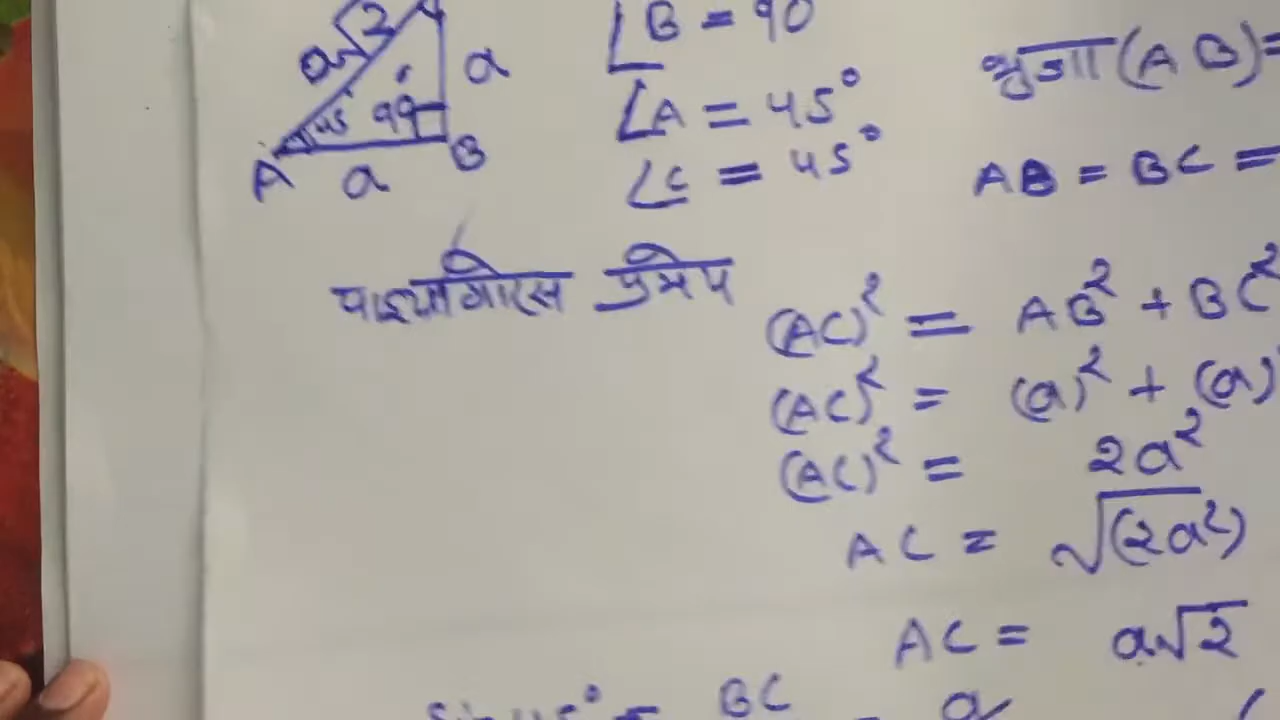 a√2
a
45° 90°
A
a
B
∠B = 90
∠A = 45°
∠C = 45°
भुजा (AB) =
AB = BC =
पाइथागोरस प्रमेय
(AC)² = AB² + BC²
(AC)² = (a)² + (a)
(AC)² = 2a²
AC = √(2a²)
AC = a√2
BC
a